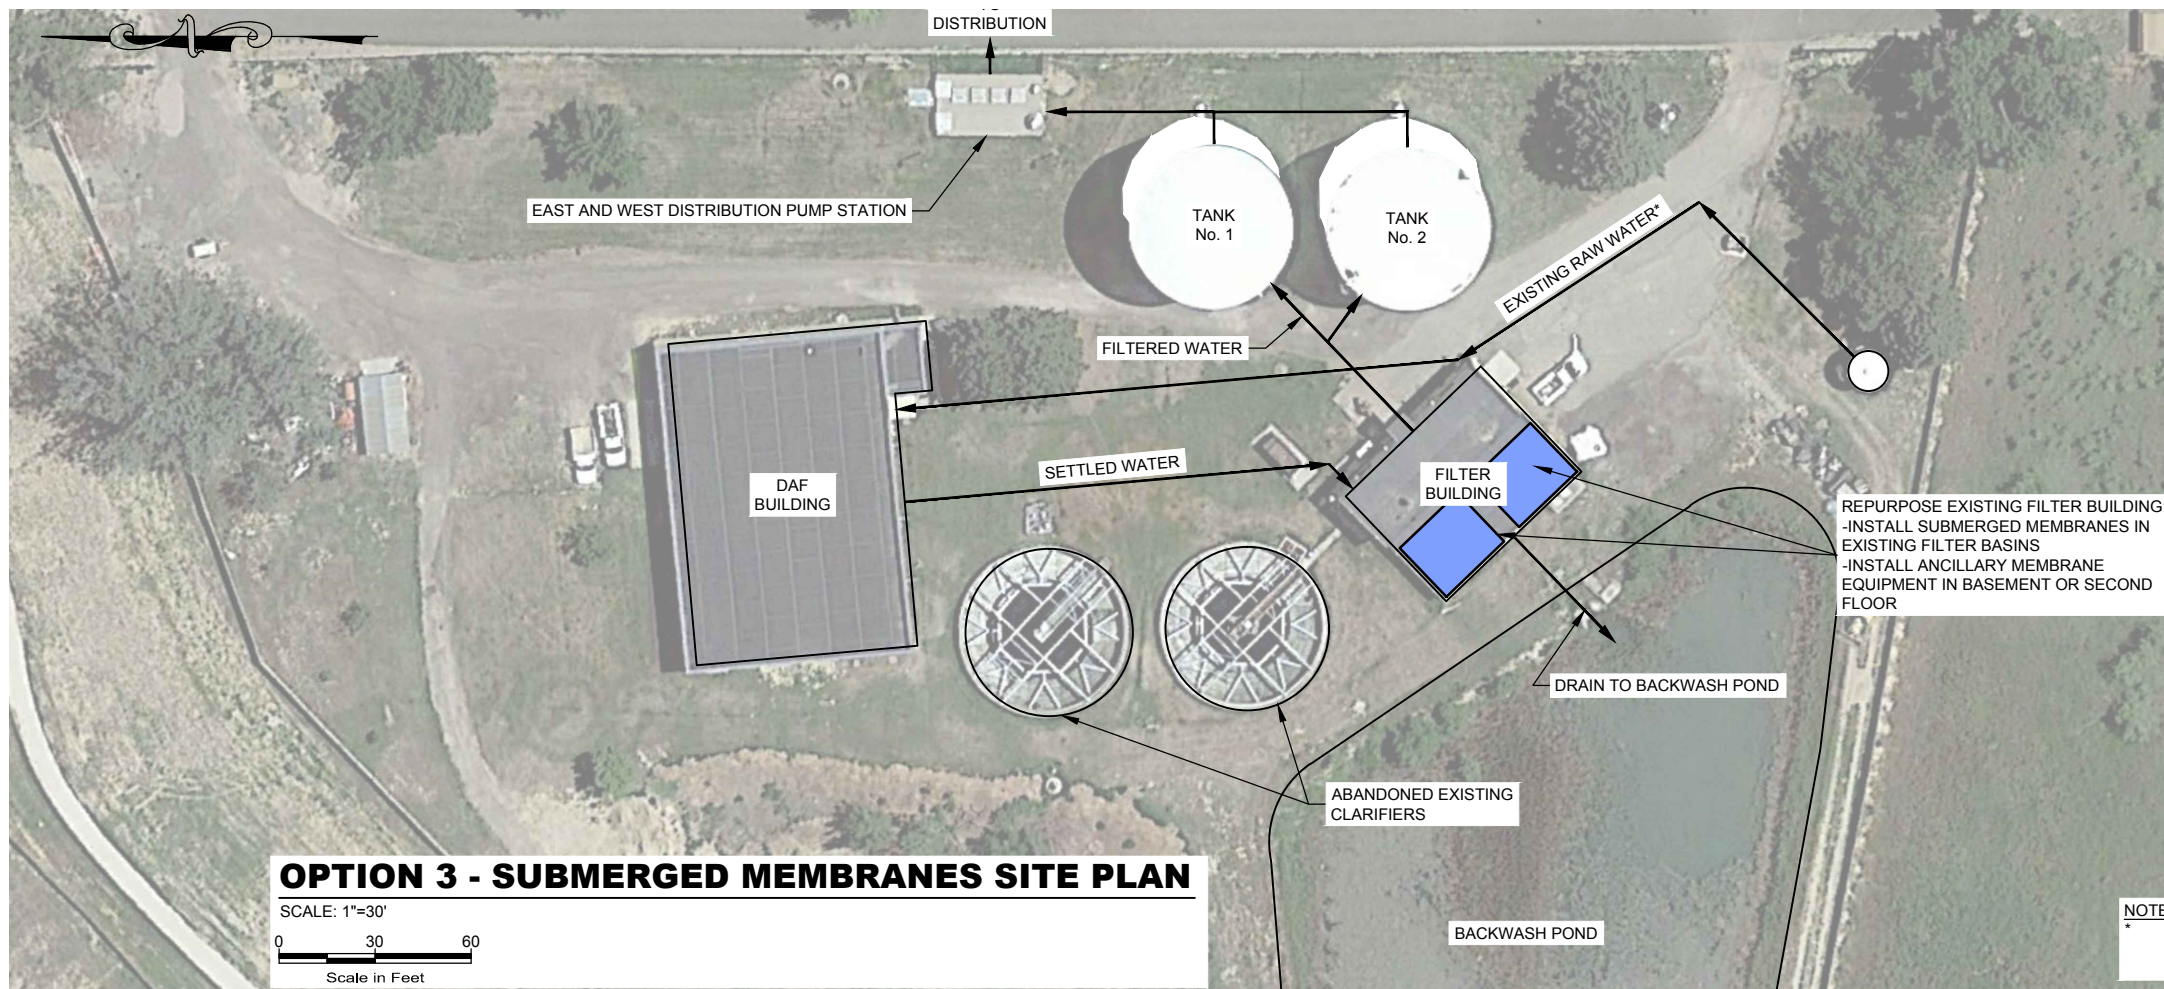 DISTRIBUTION
EAST AND WEST DISTRIBUTION PUMP STATION
TANK
No. 1
TANK
No. 2
EXISTING RAW WATER*
FILTERED WATER
SETTLED WATER
DAF
BUILDING
FILTER
BUILDING
REPURPOSE EXISTING FILTER BUILDING
-INSTALL SUBMERGED MEMBRANES IN
EXISTING FILTER BASINS
-INSTALL ANCILLARY MEMBRANE
EQUIPMENT IN BASEMENT OR SECOND
FLOOR
DRAIN TO BACKWASH POND
ABANDONED EXISTING
CLARIFIERS
BACKWASH POND
OPTION 3 - SUBMERGED MEMBRANES SITE PLAN
SCALE: 1"=30'
0 30 60
Scale in Feet
NOTE
*